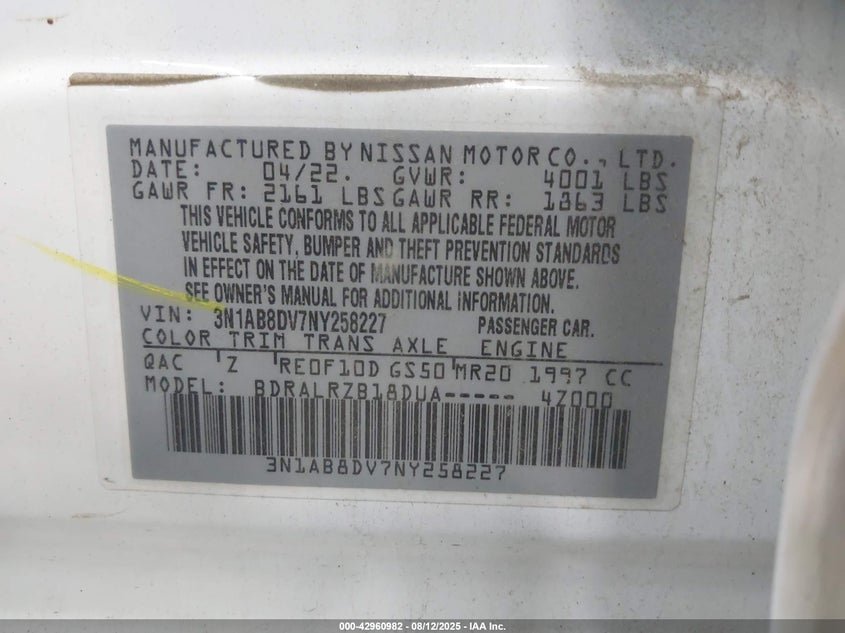 MANUFACTURED BY NISSAN MOTOR CO., LTD.
DATE: 04/22. GVWR: 4001 LBS
GAWR FR: 2161 LBS GAWR RR: 1863 LBS
THIS VEHICLE CONFORMS TO ALL APPLICABLE FEDERAL MOTOR
VEHICLE SAFETY, BUMPER AND THEFT PREVENTION STANDARDS
IN EFFECT ON THE DATE OF MANUFACTURE SHOWN ABOVE.
SEE OWNER'S MANUAL FOR ADDITIONAL INFORMATION.
VIN: 3N1AB8DV7NY258227 PASSENGER CAR.
COLOR TRIM TRANS AXLE ENGINE
QAC Z RE0F10D GS50 MR20 1997 CC
MODEL: BDRALRZB18DUA----- 4Z000
3N1AB8DV7NY258227
000-42960982 - 08/12/2025 - IAA Inc.